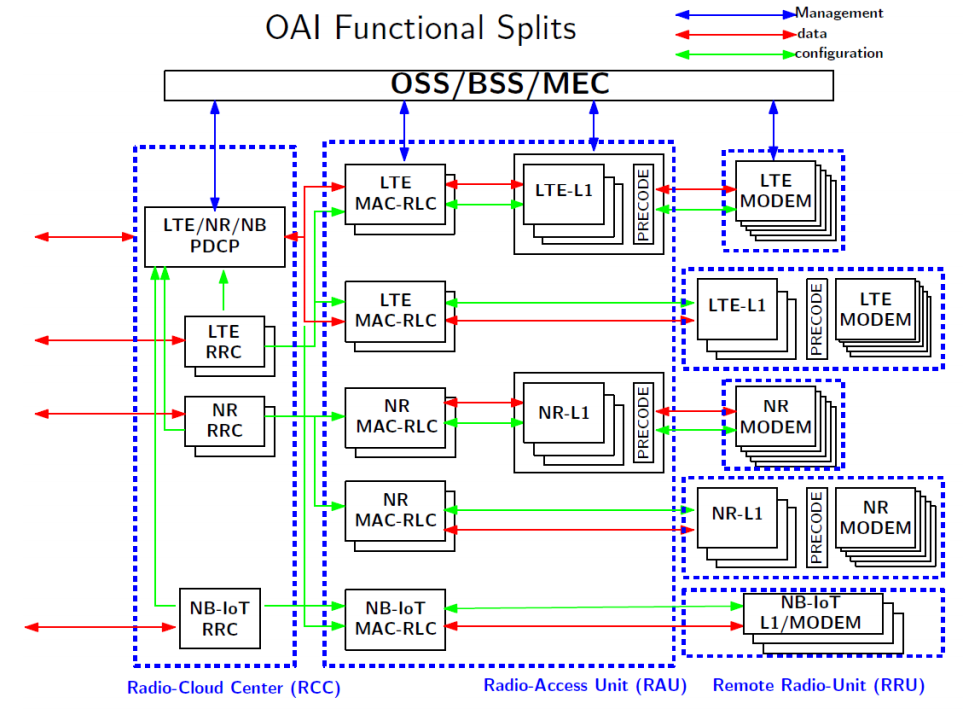 OAI Functional Splits
Management
data
configuration
OSS/BSS/MEC
LTE/NR/NB
PDCP
LTE
RRC
NR
RRC
NB-IoT
RRC
LTE
MAC-RLC
LTE-L1
PRECODE
LTE
MODEM
LTE
MAC-RLC
LTE-L1
PRECODE
LTE
MODEM
NR
MAC-RLC
NR-L1
PRECODE
NR
MODEM
NR
MAC-RLC
NR-L1
PRECODE
NR
MODEM
NB-IoT
MAC-RLC
NB-IoT
L1/MODEM
Radio-Cloud Center (RCC)
Radio-Access Unit (RAU)
Remote Radio-Unit (RRU)